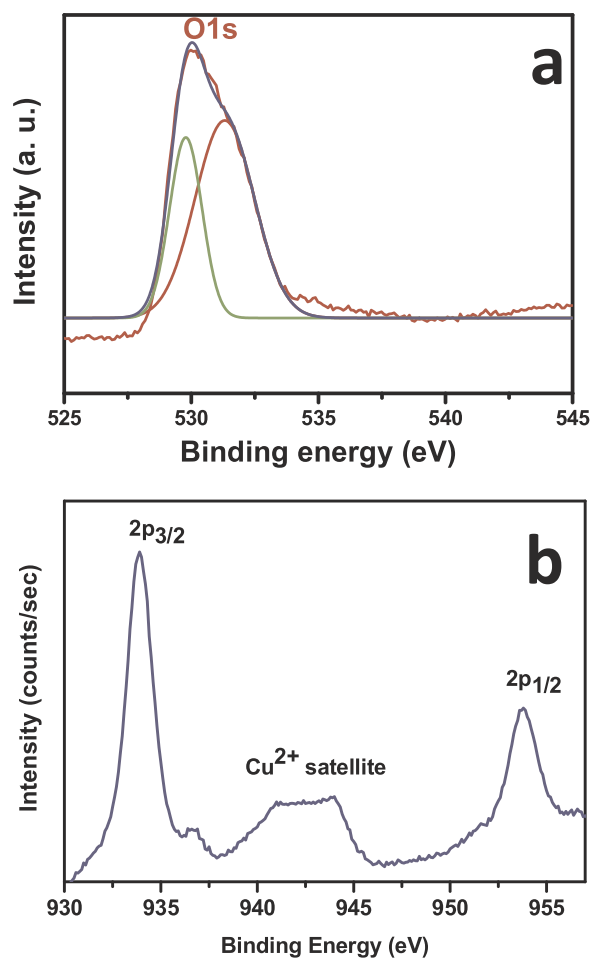 O1s
a
Intensity (a. u.)
525 530 535 540 545
Binding energy (eV)
2p3/2
b
2p1/2
Cu2+ satellite
Intensity (counts/sec)
930 935 940 945 950 955
Binding Energy (eV)